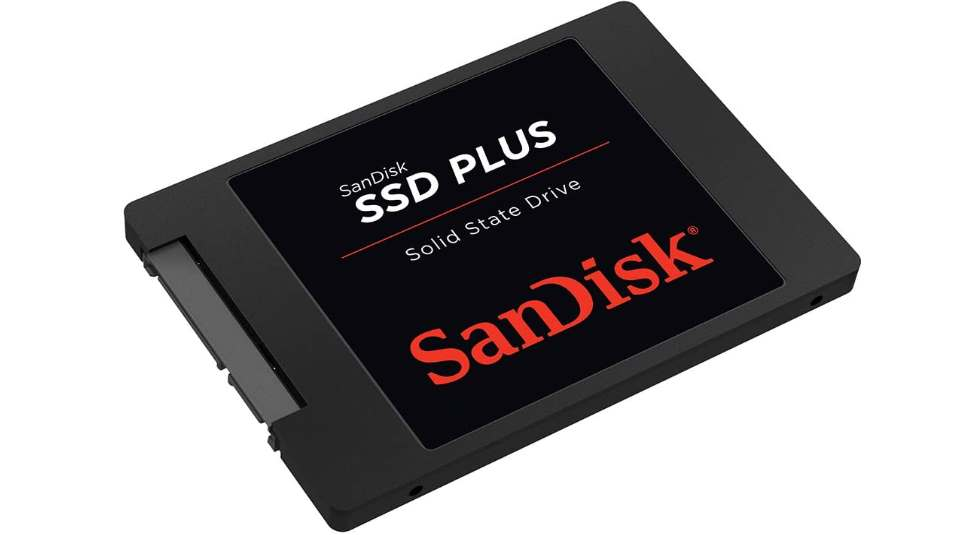 SanDisk
SSD PLUS
Solid State Drive
SanDisk®